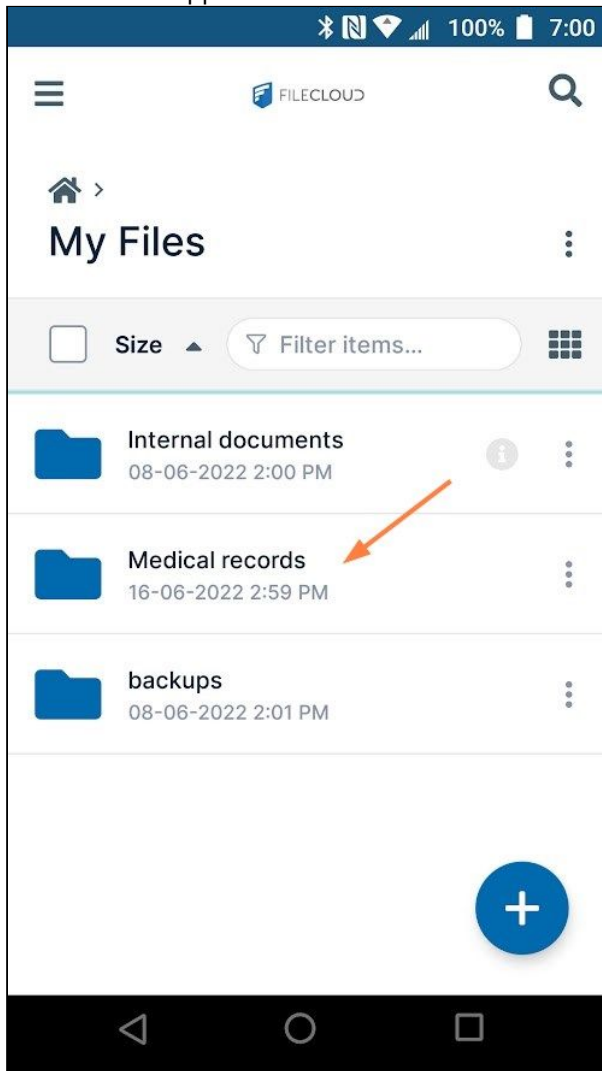 100% 7:00
FILECLOUD
My Files
Size Filter items...
Internal documents
08-06-2022 2:00 PM
Medical records
16-06-2022 2:59 PM
backups
08-06-2022 2:01 PM